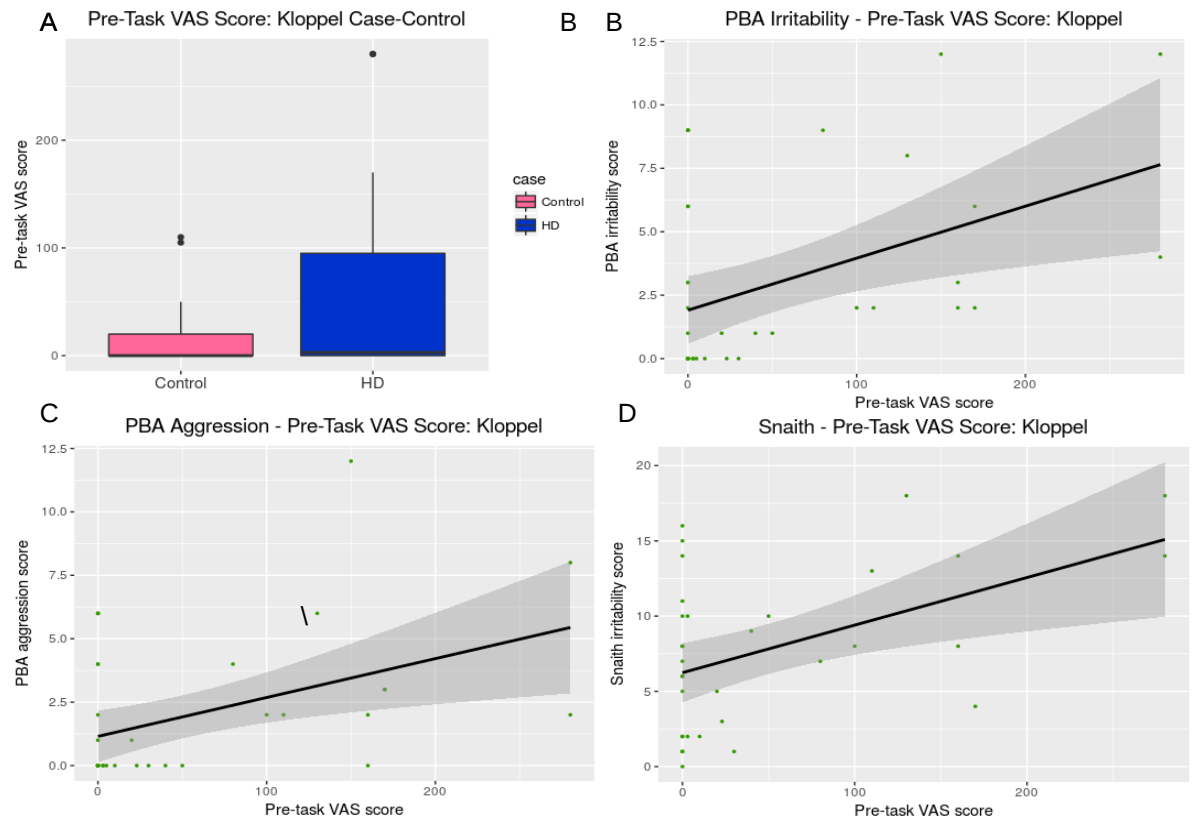 A
Pre-Task VAS Score: Kloppel Case-Control
Pre-task VAS score
200
100
0
Control
HD
case
Control
HD
B
B
PBA Irritability - Pre-Task VAS Score: Kloppel
PBA irritability score
12.5
10.0
7.5
5.0
2.5
0.0
0
100
200
Pre-task VAS score
C
PBA Aggression - Pre-Task VAS Score: Kloppel
PBA aggression score
12.5
10.0
7.5
5.0
2.5
0.0
\
0
100
200
Pre-task VAS score
D
Snaith - Pre-Task VAS Score: Kloppel
Snaith irritability score
20
15
10
5
0
0
100
200
Pre-task VAS score